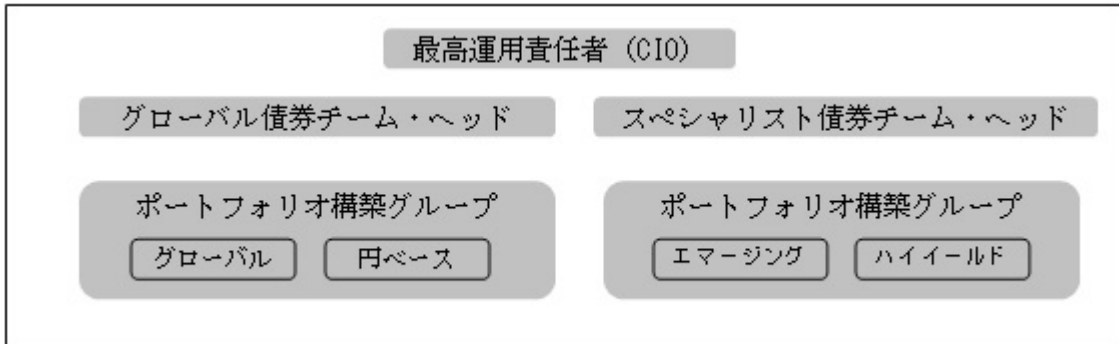 最高運用責任者 (CIO)
グローバル債券チーム・ヘッド
スペシャリスト債券チーム・ヘッド
ポートフォリオ構築グループ
グローバル 円ベース
ポートフォリオ構築グループ
エマージング ハイイールド